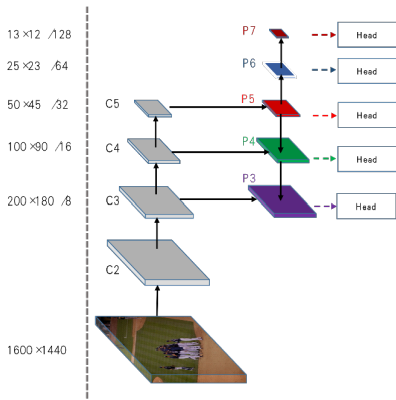 13×12 /128
P7
Head
25×23 /64
P6
Head
50×45 /32
C5
P5
Head
100×90 /16
C4
P4
Head
200×180 /8
C3
P3
Head
C2
1600×1440